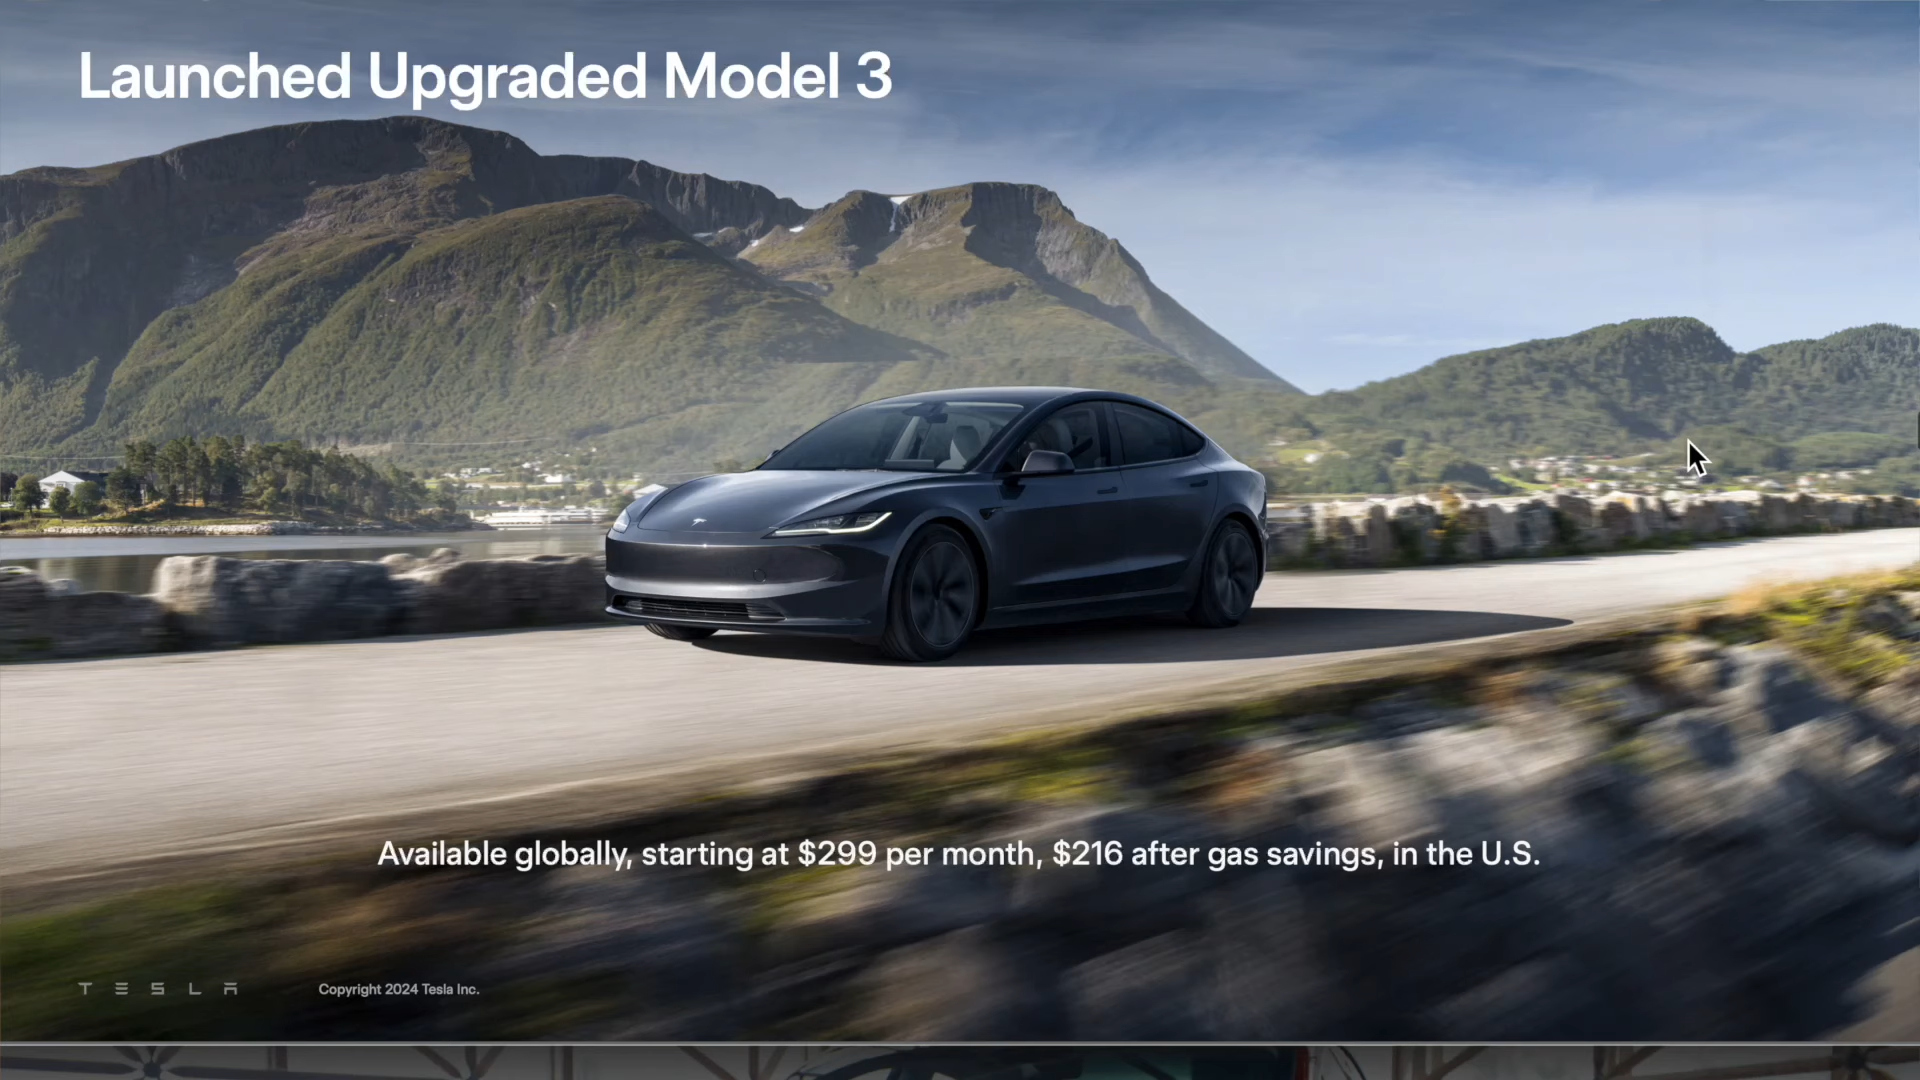 Launched Upgraded Model 3
Available globally, starting at $299 per month, $216 after gas savings, in the U.S.
TESLA
Copyright 2024 Tesla Inc.